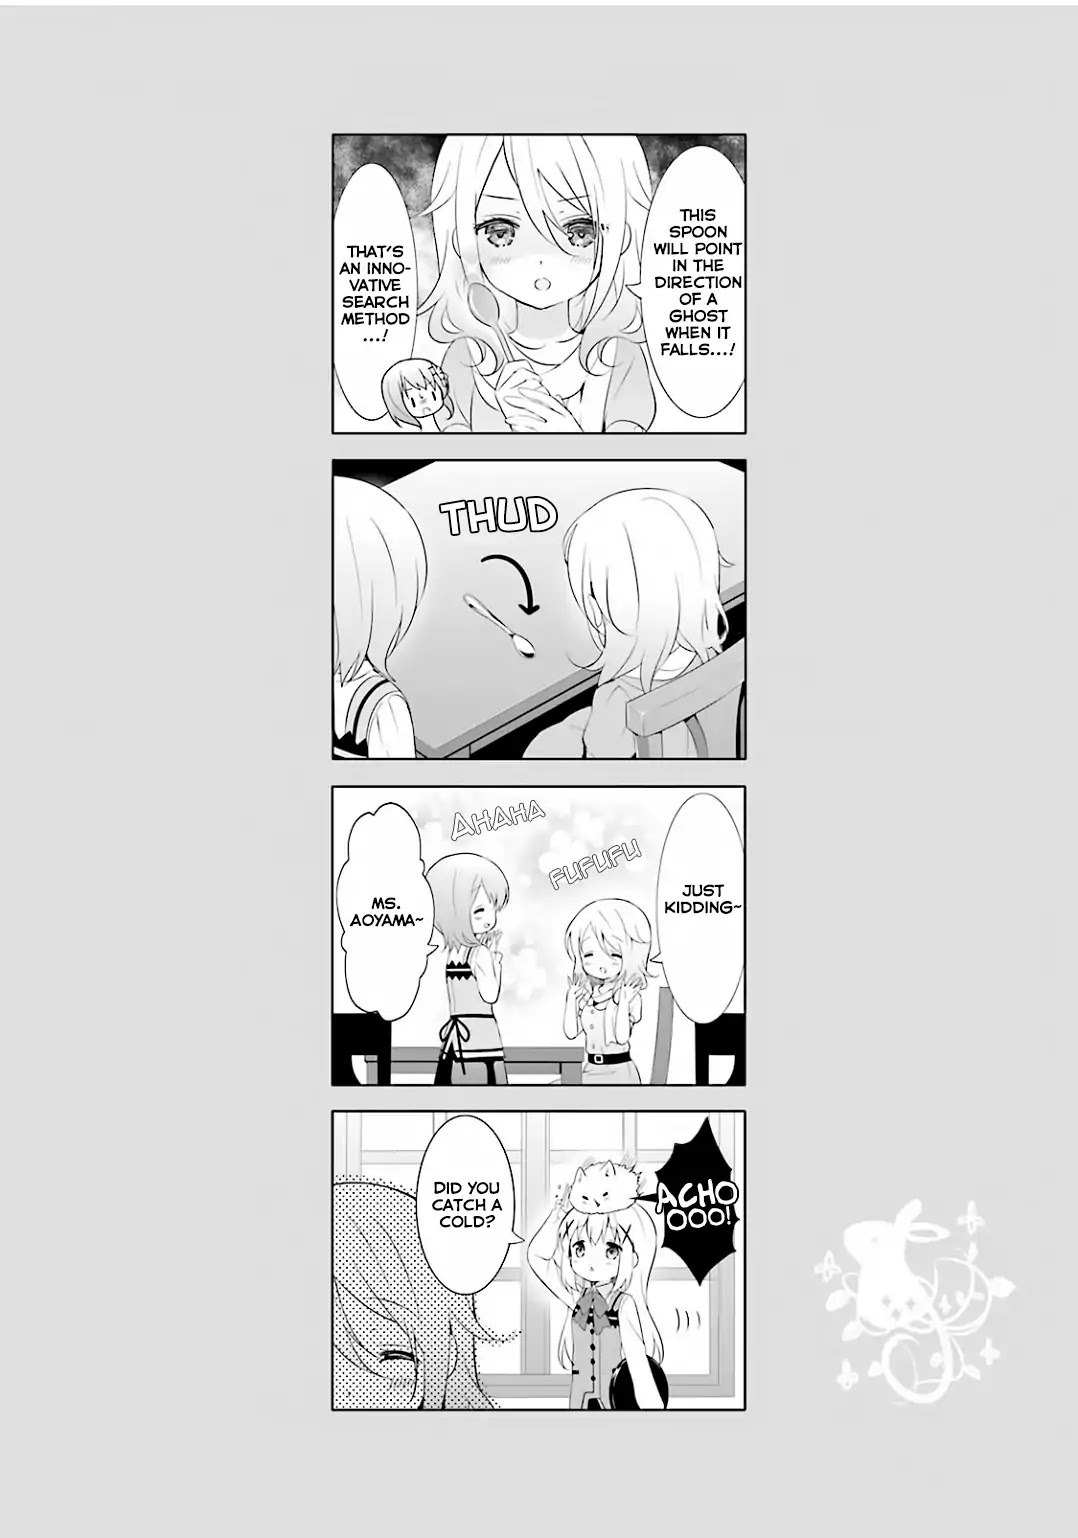 THIS
SPOON
WILL POINT
IN THE
DIRECTION
OF A
GHOST
WHEN IT
FALLS...!
THAT'S
AN INNO-
VATIVE
SEARCH
METHOD
...!
THUD
JUST
KIDDING~
AHAHA
FUFUFU
MS.
AOYAMA~
ACHO
OOO!
DID YOU
CATCH A
COLD?